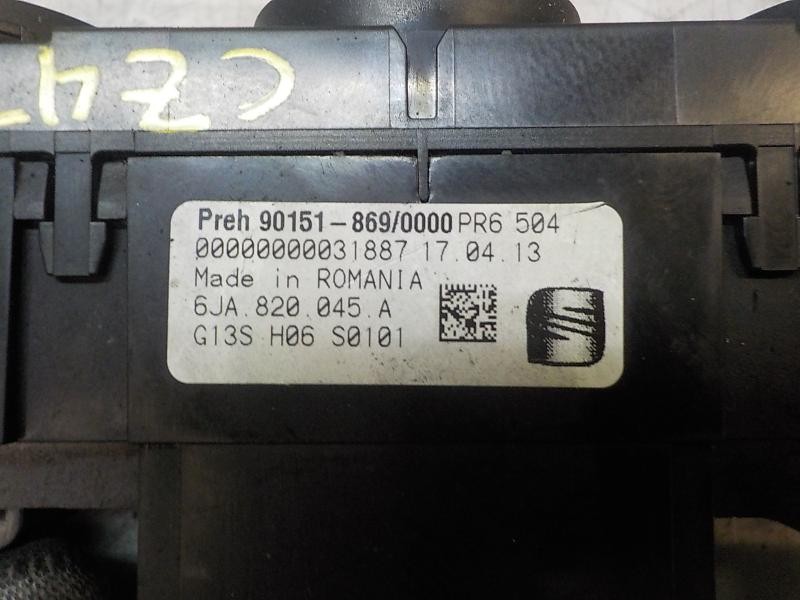 CZ47
Preh 90151-869/0000 PR6 504
00000000031887 17.04.13
Made in ROMANIA
6JA.820.045.A
G13S H06 S0101